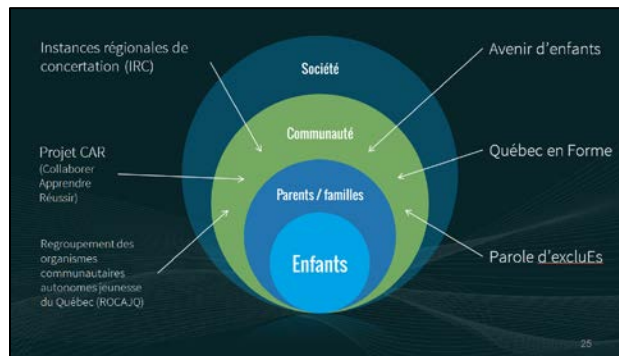 Instances régionales de
concertation (IRC)
Projet CAR
(Collaborer
Apprendre
Réussir)
Regroupement des
organismes
communautaires
autonomes jeunesse
du Québec (ROCAJQ)
Société
Communauté
Parents / familles
Enfants
Avenir d'enfants
Québec en Forme
Parole d'excluEs
25